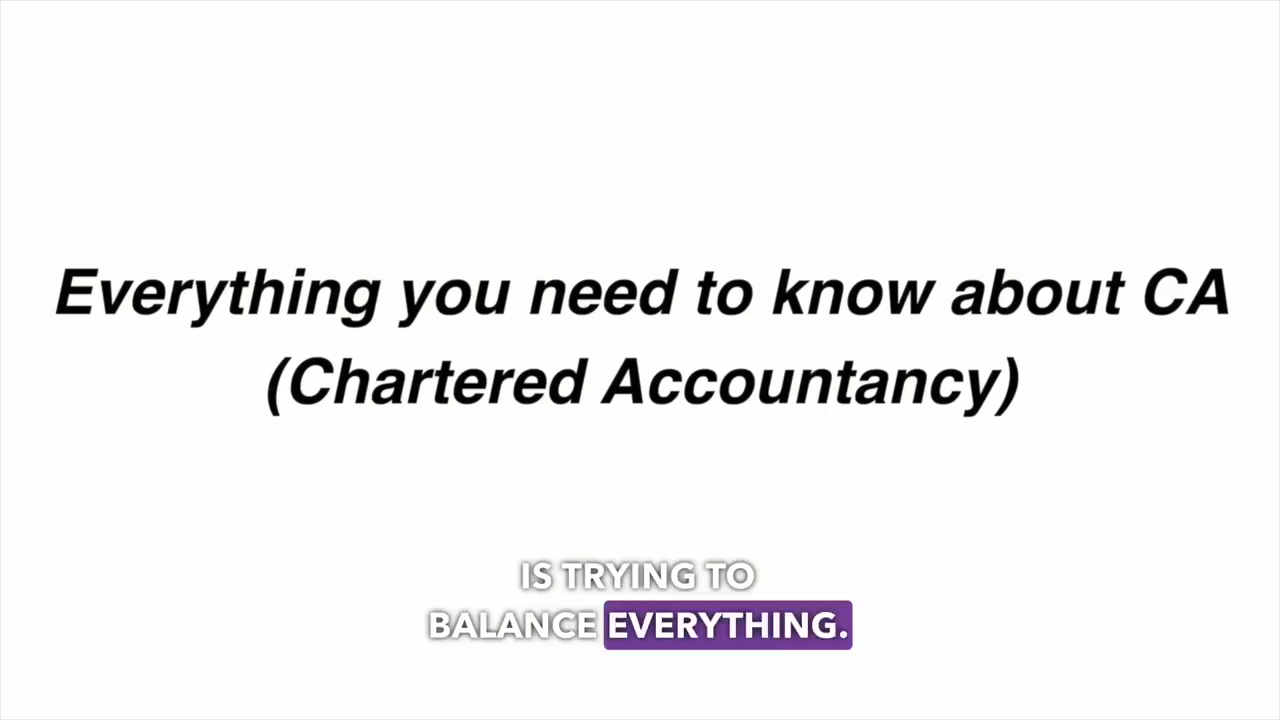 Everything you need to know about CA
(Chartered Accountancy)
IS TRYING TO
BALANCE EVERYTHING.